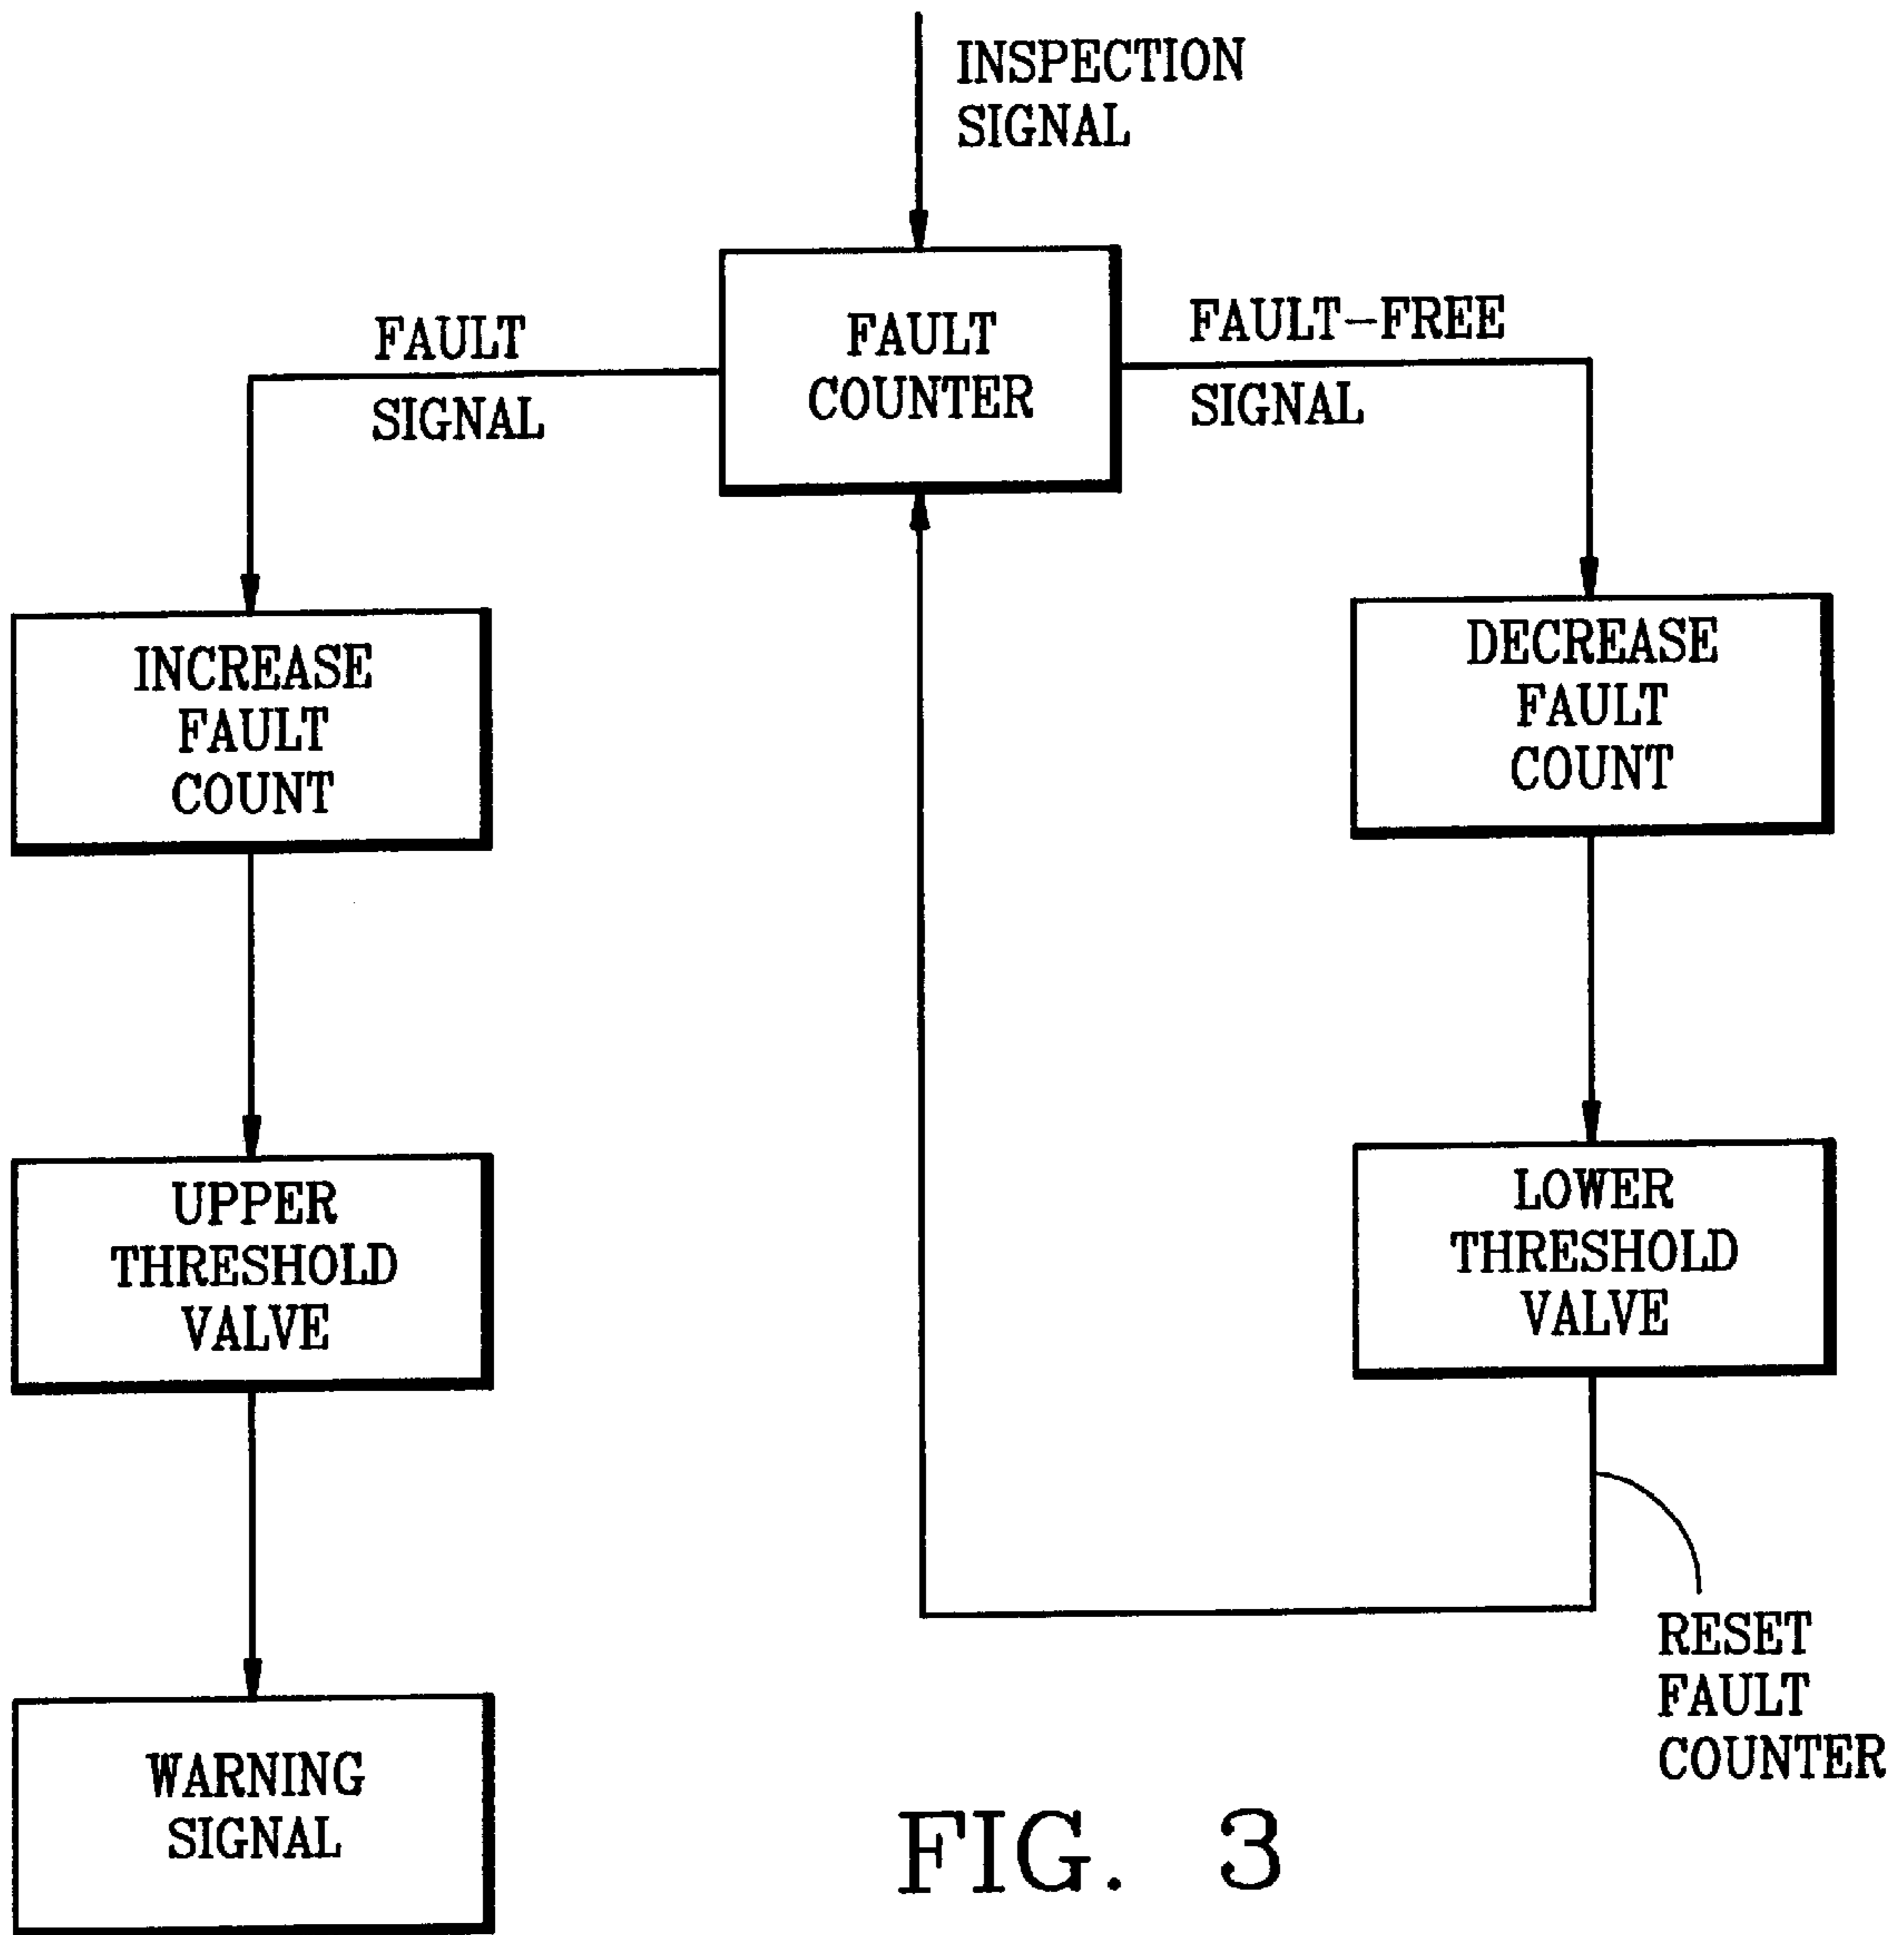 INSPECTION
SIGNAL
FAULT
COUNTER
FAULT
SIGNAL
FAULT-FREE
SIGNAL
INCREASE
FAULT
COUNT
DECREASE
FAULT
COUNT
UPPER
THRESHOLD
VALVE
LOWER
THRESHOLD
VALVE
RESET
FAULT
COUNTER
WARNING
SIGNAL
FIG. 3